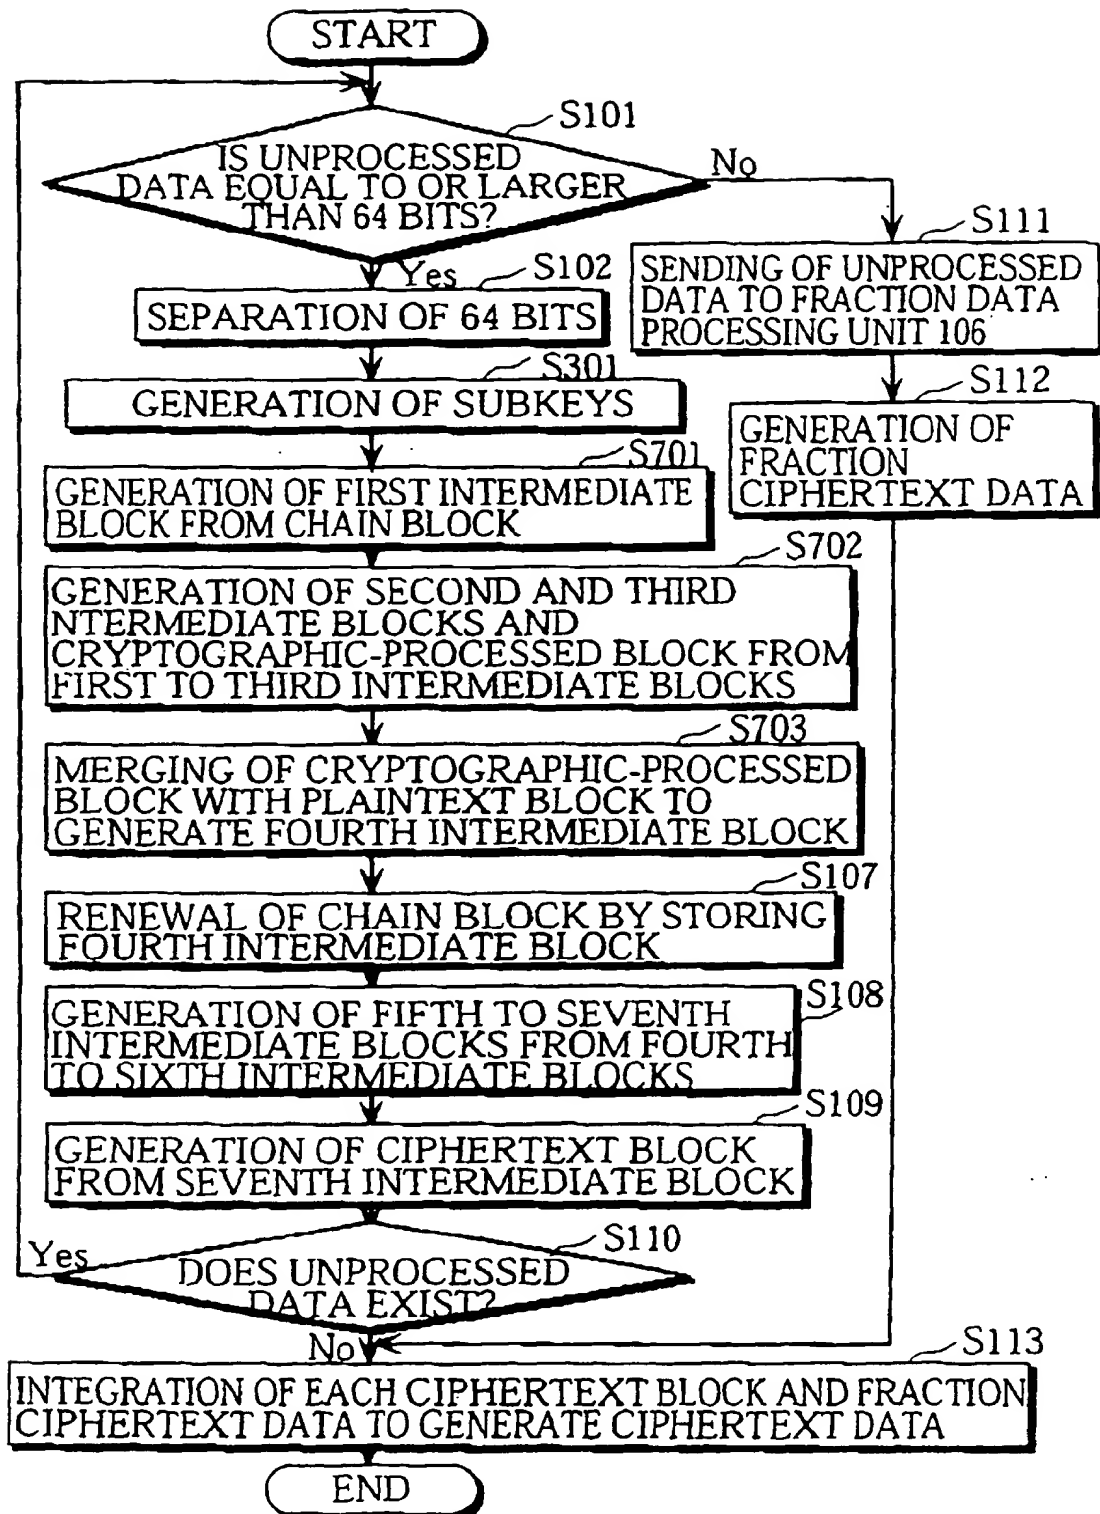 START
S101
IS UNPROCESSED
DATA EQUAL TO OR LARGER
THAN 64 BITS?
No
Yes
S102
SEPARATION OF 64 BITS
S301
GENERATION OF SUBKEYS
S701
GENERATION OF FIRST INTERMEDIATE
BLOCK FROM CHAIN BLOCK
S702
GENERATION OF SECOND AND THIRD
NTERMEDIATE BLOCKS AND
CRYPTOGRAPHIC-PROCESSED BLOCK FROM
FIRST TO THIRD INTERMEDIATE BLOCKS
S703
MERGING OF CRYPTOGRAPHIC-PROCESSED
BLOCK WITH PLAINTEXT BLOCK TO
GENERATE FOURTH INTERMEDIATE BLOCK
S107
RENEWAL OF CHAIN BLOCK BY STORING
FOURTH INTERMEDIATE BLOCK
S108
GENERATION OF FIFTH TO SEVENTH
INTERMEDIATE BLOCKS FROM FOURTH
TO SIXTH INTERMEDIATE BLOCKS
S109
GENERATION OF CIPHERTEXT BLOCK
FROM SEVENTH INTERMEDIATE BLOCK
S110
Yes
DOES UNPROCESSED
DATA EXIST?
No
S111
SENDING OF UNPROCESSED
DATA TO FRACTION DATA
PROCESSING UNIT 106
S112
GENERATION OF
FRACTION
CIPHERTEXT DATA
S113
INTEGRATION OF EACH CIPHERTEXT BLOCK AND FRACTION
CIPHERTEXT DATA TO GENERATE CIPHERTEXT DATA
END